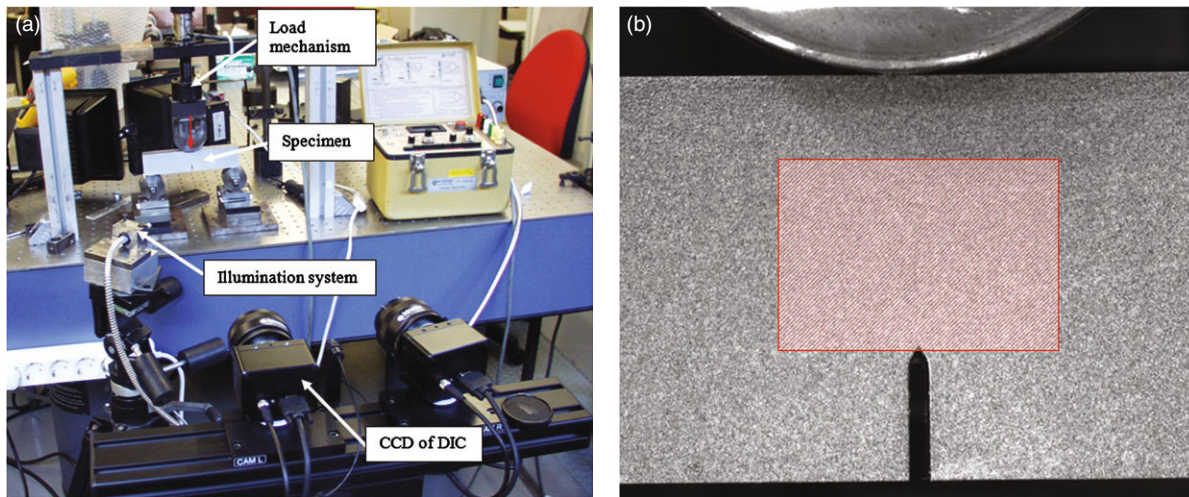 (a)
Load
mechanism
Specimen
Illumination system
CCD of DIC
CAM L
(b)